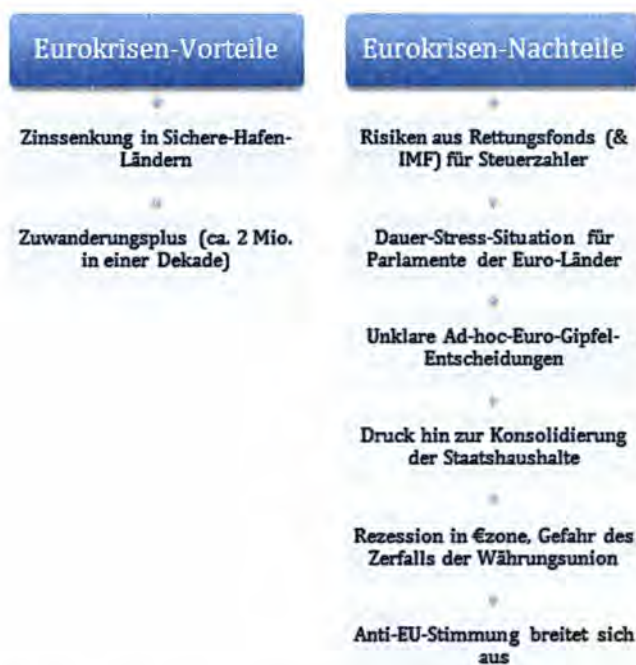 Eurokrisen-Vorteile
Zinssenkung in Sichere-Hafen-
Ländern
Zuwanderungsplus (ca. 2 Mio.
in einer Dekade)
Eurokrisen-Nachteile
Risiken aus Rettungsfonds (&
IMF) für Steuerzahler
Dauer-Stress-Situation für
Parlamente der Euro-Länder
Unklare Ad-hoc-Euro-Gipfel-
Entscheidungen
Druck hin zur Konsolidierung
der Staatshaushalte
Rezession in €zone, Gefahr des
Zerfalls der Währungsunion
Anti-EU-Stimmung breitet sich
aus